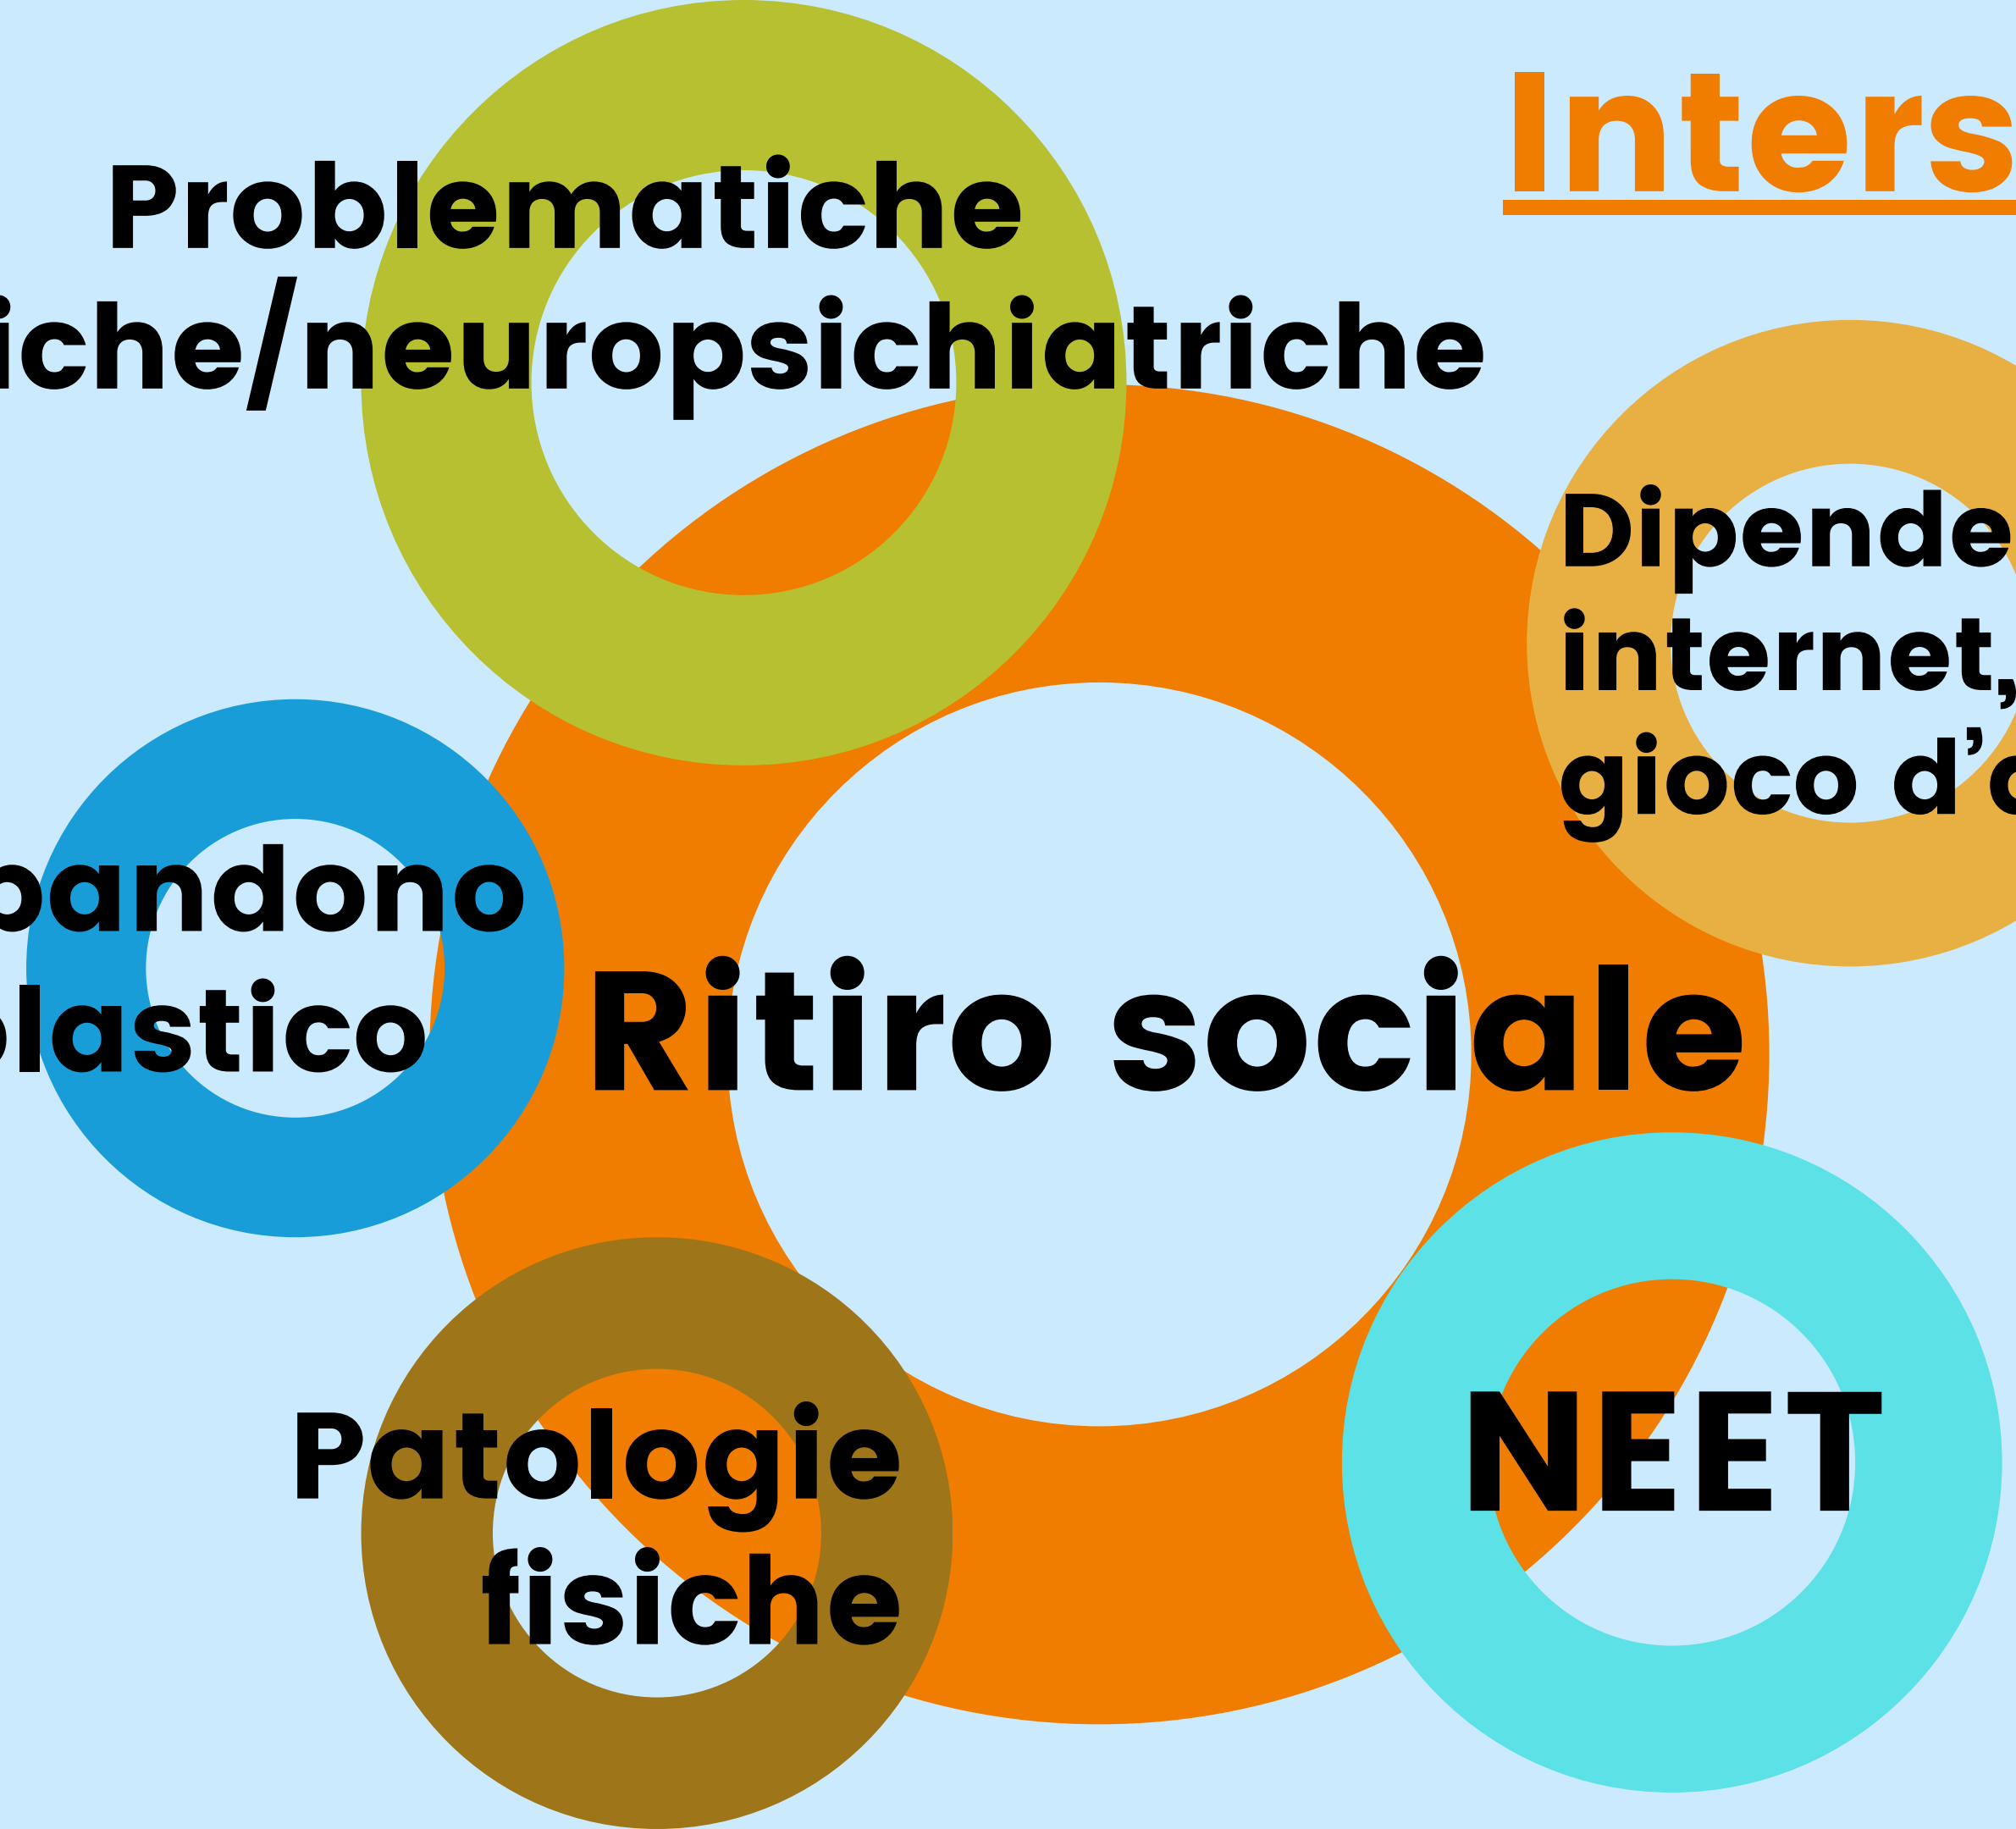 Inters
Problematiche
iche/neuropsichiatriche
Dipende
internet,
gioco d’
bandono
lastico
Ritiro sociale
Patologie
fisiche
NEET